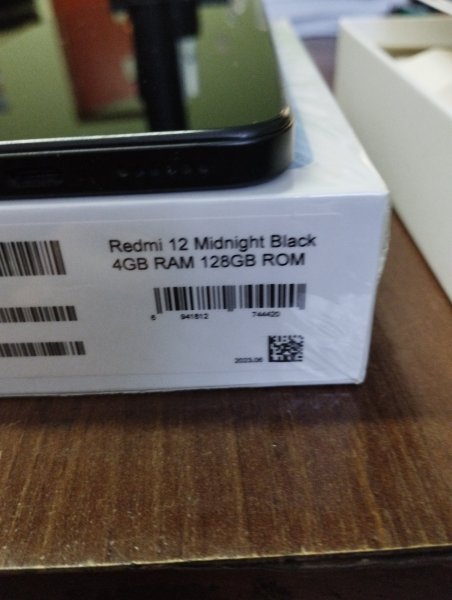 Redmi 12 Midnight Black
4GB RAM 128GB ROM
6 941812 744420
2023.06